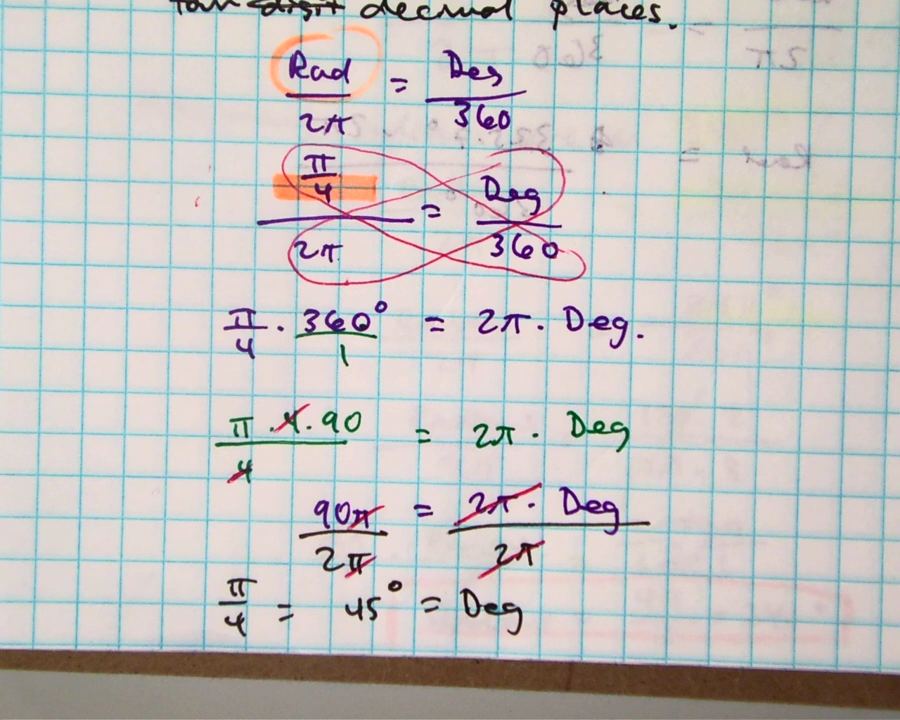 digit decimal places.
Rad/2π = Deg/360
(π/4)/2π = Deg/360
π/4 · 360°/1 = 2π · Deg.
π · 4 · 90/4 = 2π · Deg
90π/2π = 2π · Deg/2π
π/4 = 45° = Deg